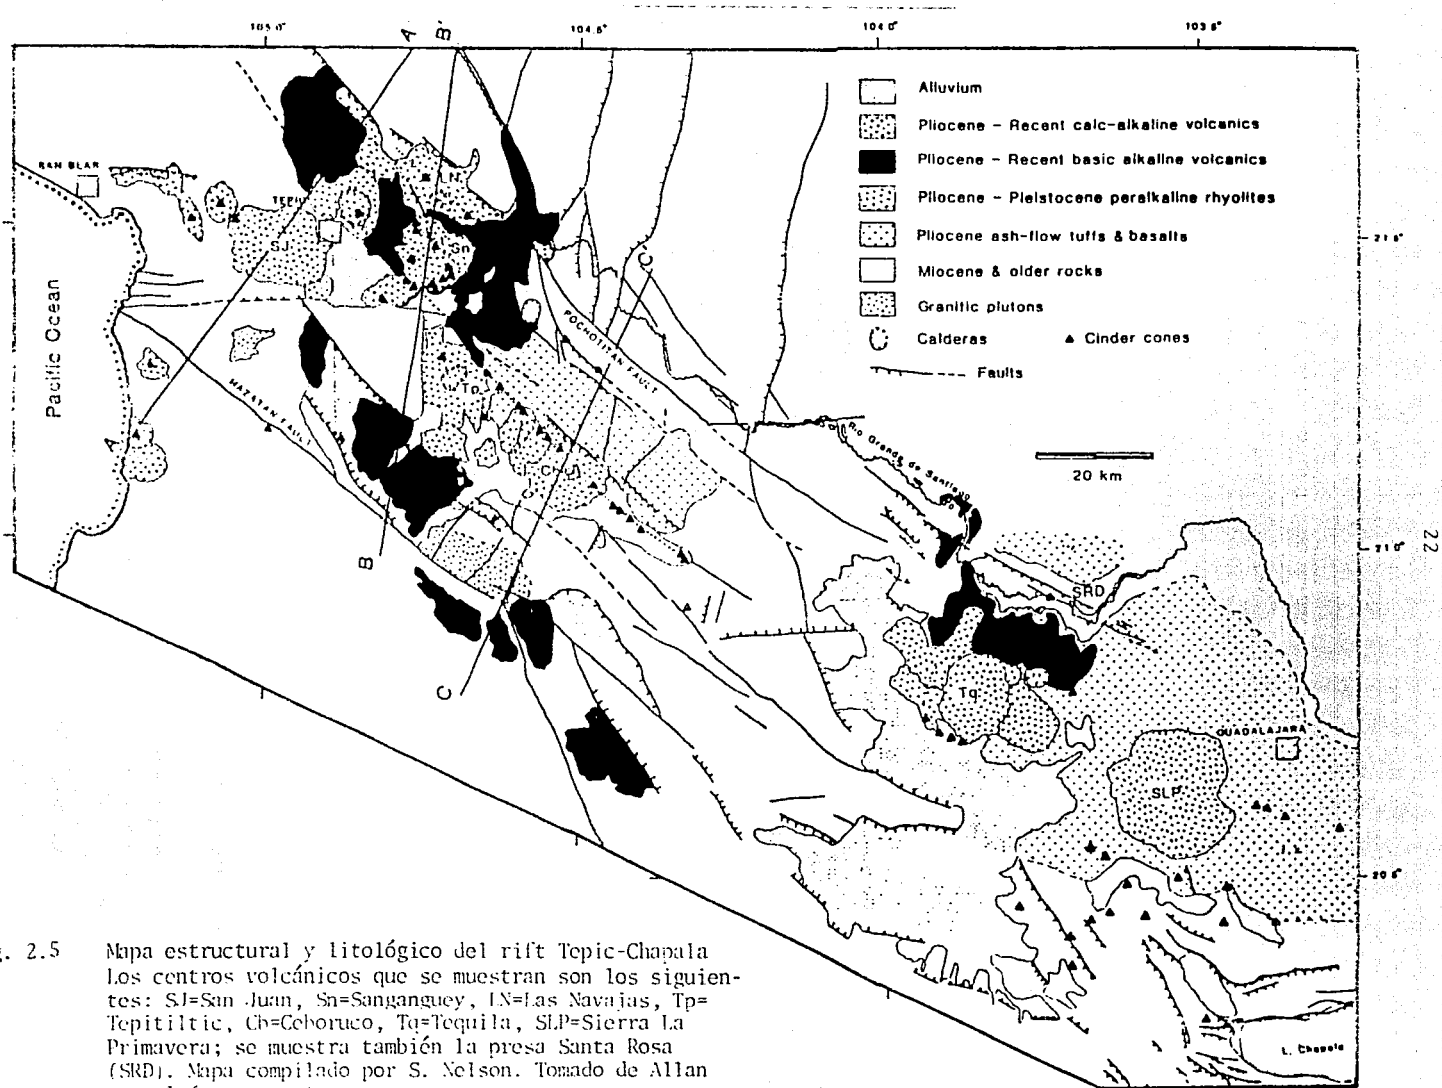 105.0°
104.5°
104.0°
103.5°
A'
B'
Alluvium
Pliocene - Recent calc-alkaline volcanics
Pliocene - Recent basic alkaline volcanics
Pliocene - Pleistocene peralkaline rhyolites
Pliocene ash-flow tuffs & basalts
Miocene & older rocks
Granitic plutons
Calderas
Cinder cones
Faults
20 km
SAN BLAS
TEPIC
LN
SJ
Sn
C'
21.5°
Pacific Ocean
POCHOTITAN FAULT
MAZATAN FAULT
Tp
Cb
A
B
C
Rio Grande de Santiago
21.0°
22
SRD
Tq
GUADALAJARA
SLP
20.5°
L. Chapala
. 2.5 Mapa estructural y litológico del rift Tepic-Chapala
Los centros volcánicos que se muestran son los siguien-
tes: SJ=San Juan, Sn=Sanganguey, LN=Las Navajas, Tp=
Tepitiltic, Cb=Ceboruco, Tq=Tequila, SLP=Sierra La
Primavera; se muestra también la presa Santa Rosa
(SRD). Mapa compilado por S. Nelson. Tomado de Allan